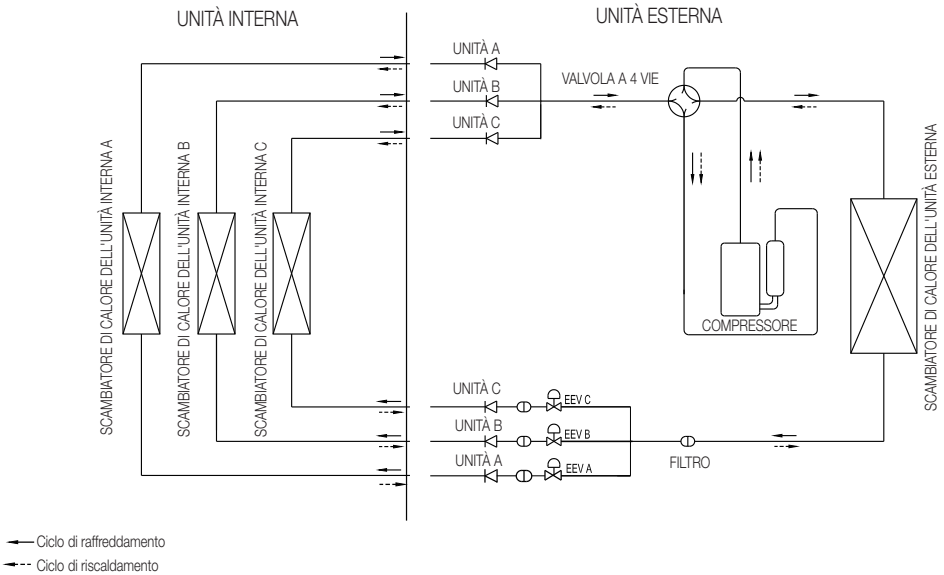 UNITÀ INTERNA
UNITÀ ESTERNA
UNITÀ A
UNITÀ B
UNITÀ C
VALVOLA A 4 VIE
SCAMBIATORE DI CALORE DELL'UNITÀ INTERNA A
SCAMBIATORE DI CALORE DELL'UNITÀ INTERNA B
SCAMBIATORE DI CALORE DELL'UNITÀ INTERNA C
SCAMBIATORE DI CALORE DELL'UNITÀ ESTERNA
COMPRESSORE
UNITÀ C
EEV C
UNITÀ B
EEV B
UNITÀ A
EEV A
FILTRO
Ciclo di raffreddamento
Ciclo di riscaldamento